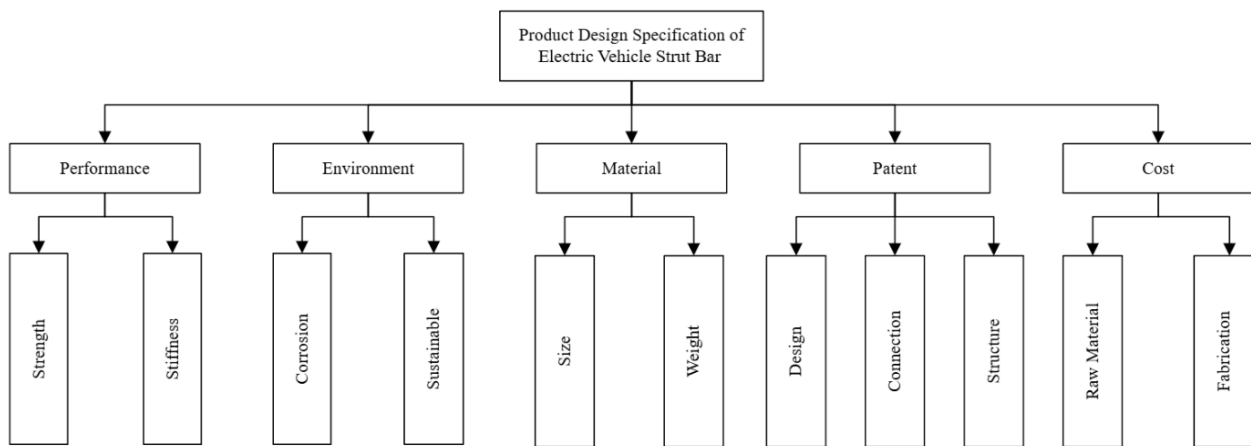 Product Design Specification of
Electric Vehicle Strut Bar
Performance
Environment
Material
Patent
Cost
Strength
Stiffness
Corrosion
Sustainable
Size
Weight
Design
Connection
Structure
Raw Material
Fabrication